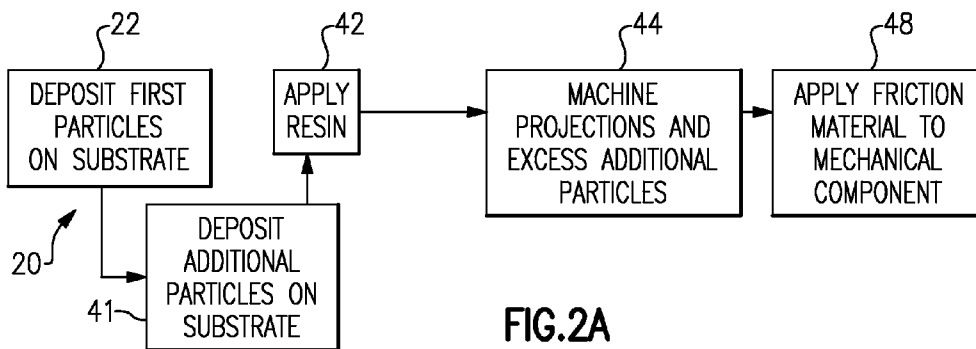 22
DEPOSIT FIRST
PARTICLES
ON SUBSTRATE
20
41
DEPOSIT
ADDITIONAL
PARTICLES ON
SUBSTRATE
42
APPLY
RESIN
44
MACHINE
PROJECTIONS AND
EXCESS ADDITIONAL
PARTICLES
48
APPLY FRICTION
MATERIAL TO
MECHANICAL
COMPONENT
FIG.2A